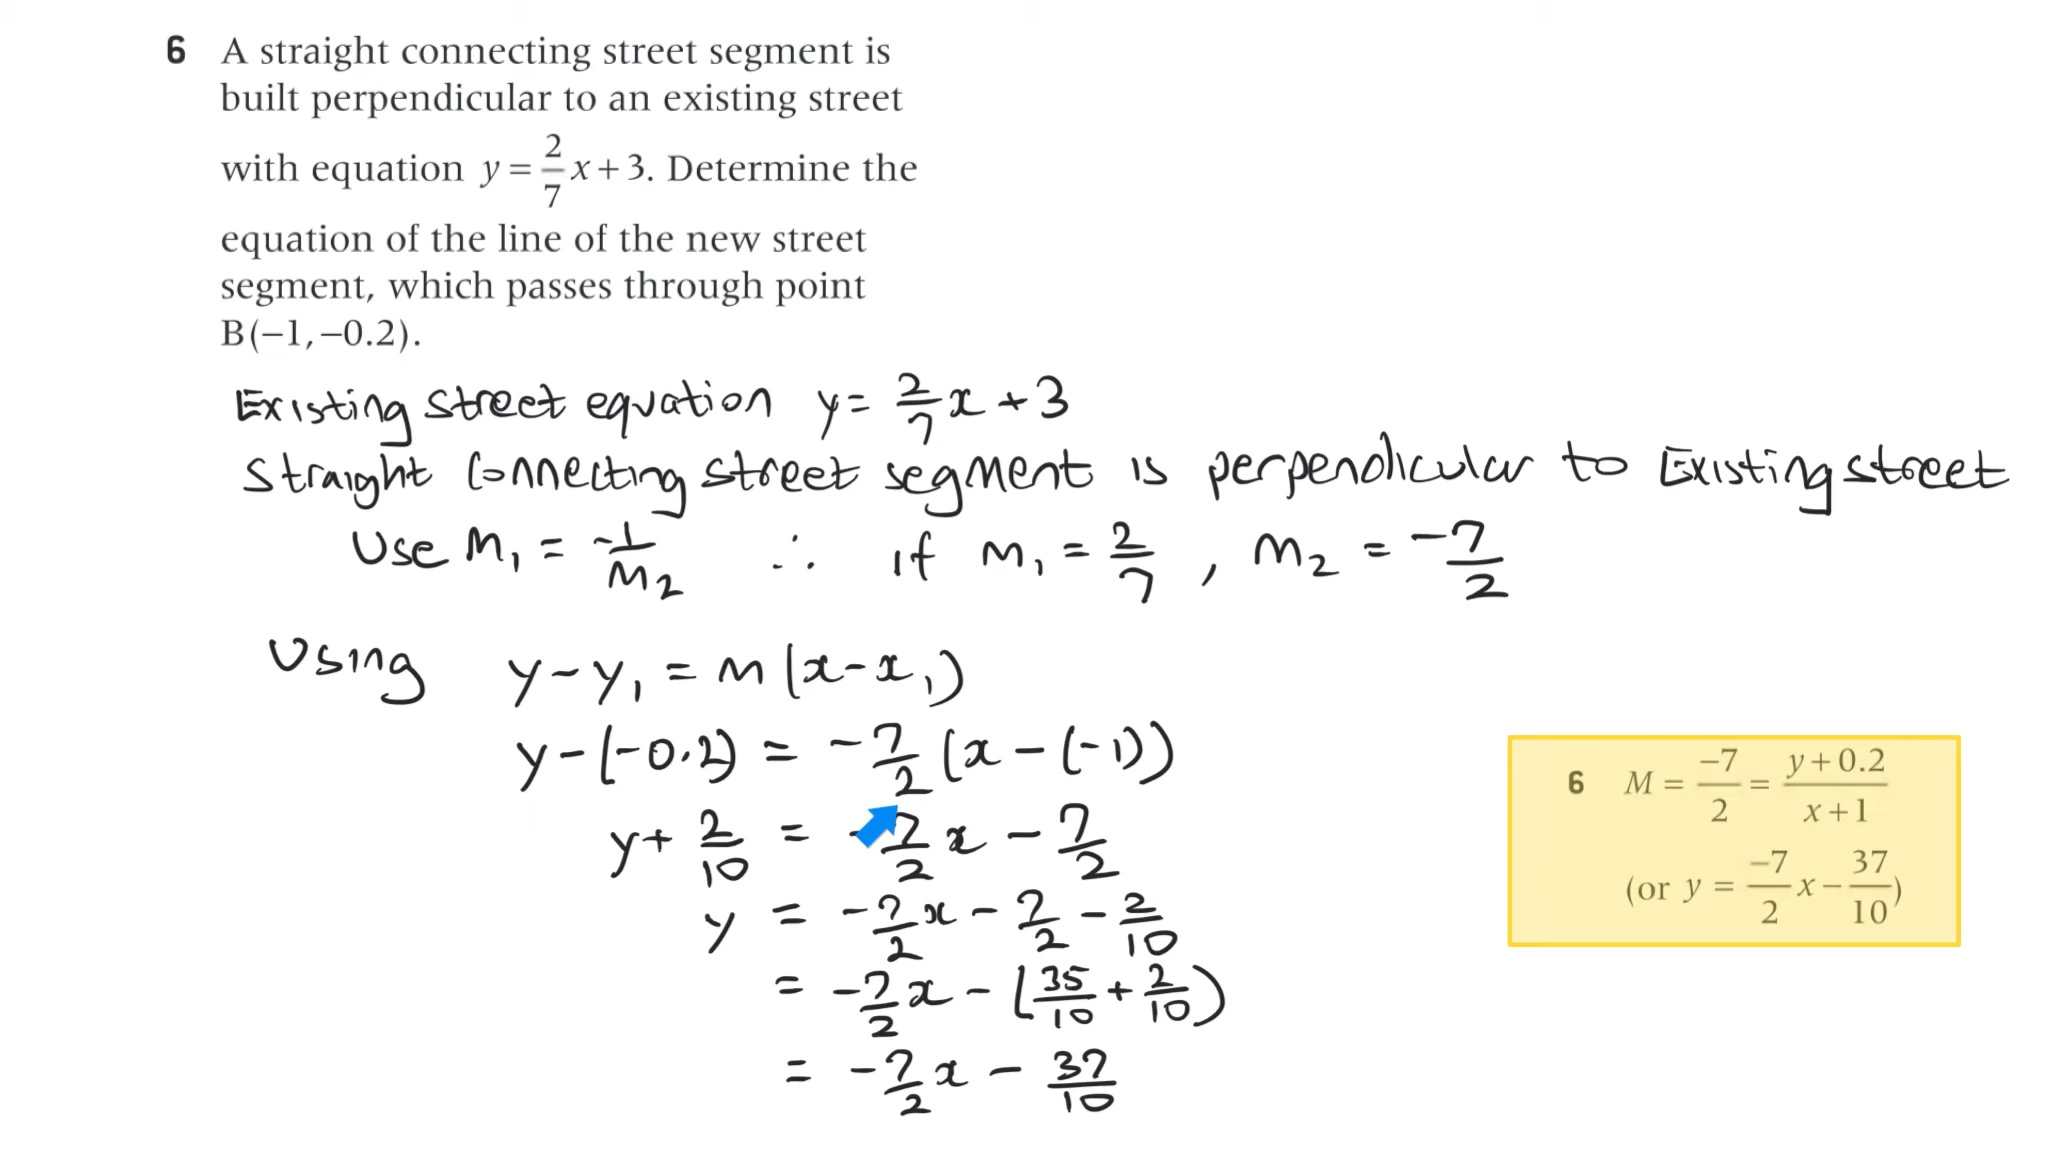 6 A straight connecting street segment is
built perpendicular to an existing street
with equation y = 2/7 x + 3. Determine the
equation of the line of the new street
segment, which passes through point
B(−1, −0.2).
Existing street equation y = 2/7 x + 3
Straight connecting street segment is perpendicular to Existing street
Use m₁ = -1/m₂ ∴ if m₁ = 2/7 , m₂ = -7/2
Using y - y₁ = m(x - x₁)
y - (-0.2) = -7/2 (x - (-1))
y + 2/10 = -7/2 x - 7/2
y = -7/2 x - 7/2 - 2/10
= -7/2 x - (35/10 + 2/10)
= -7/2 x - 37/10
6 M = −7/2 = y + 0.2/x + 1
(or y = −7/2 x − 37/10)